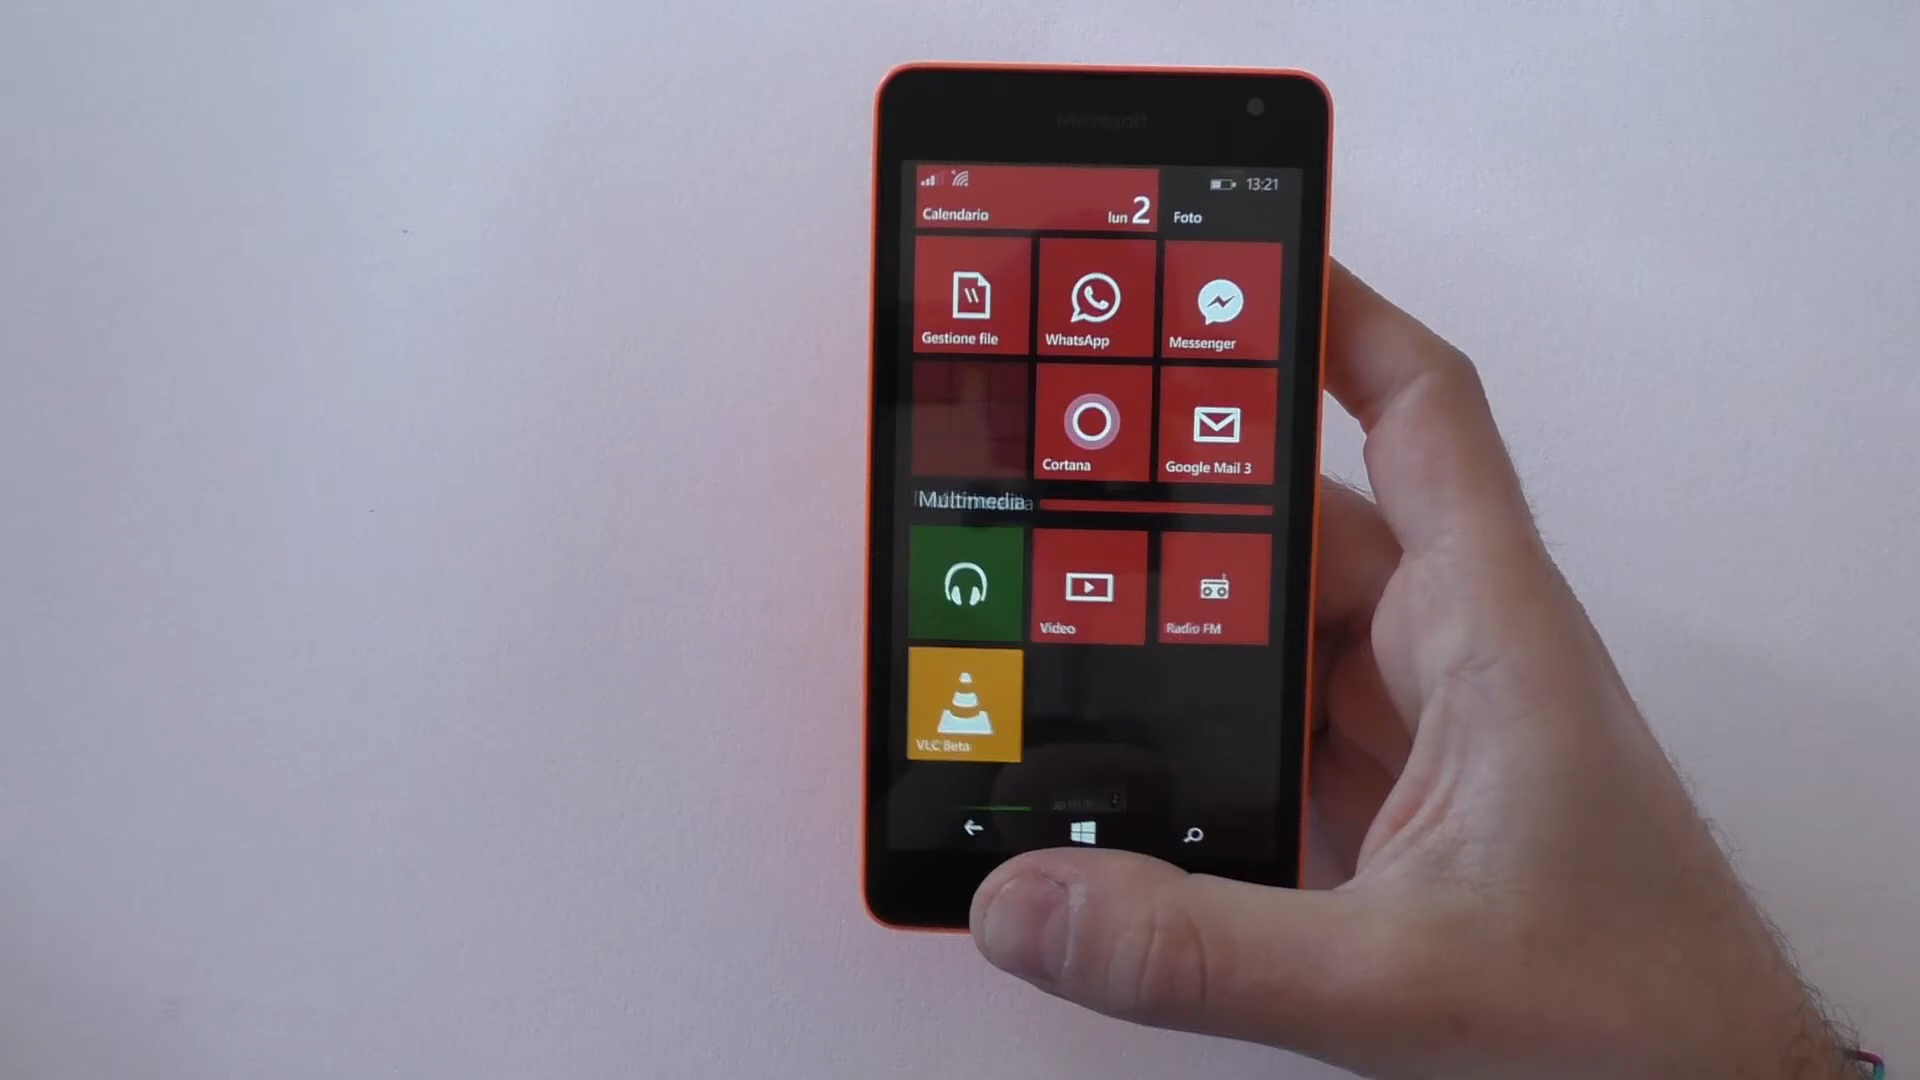 Microsoft
13:21
Calendario
lun 2
Foto
Gestione file
WhatsApp
Messenger
Cortana
Google Mail 3
Multimedia
Video
Radio FM
VLC Beta